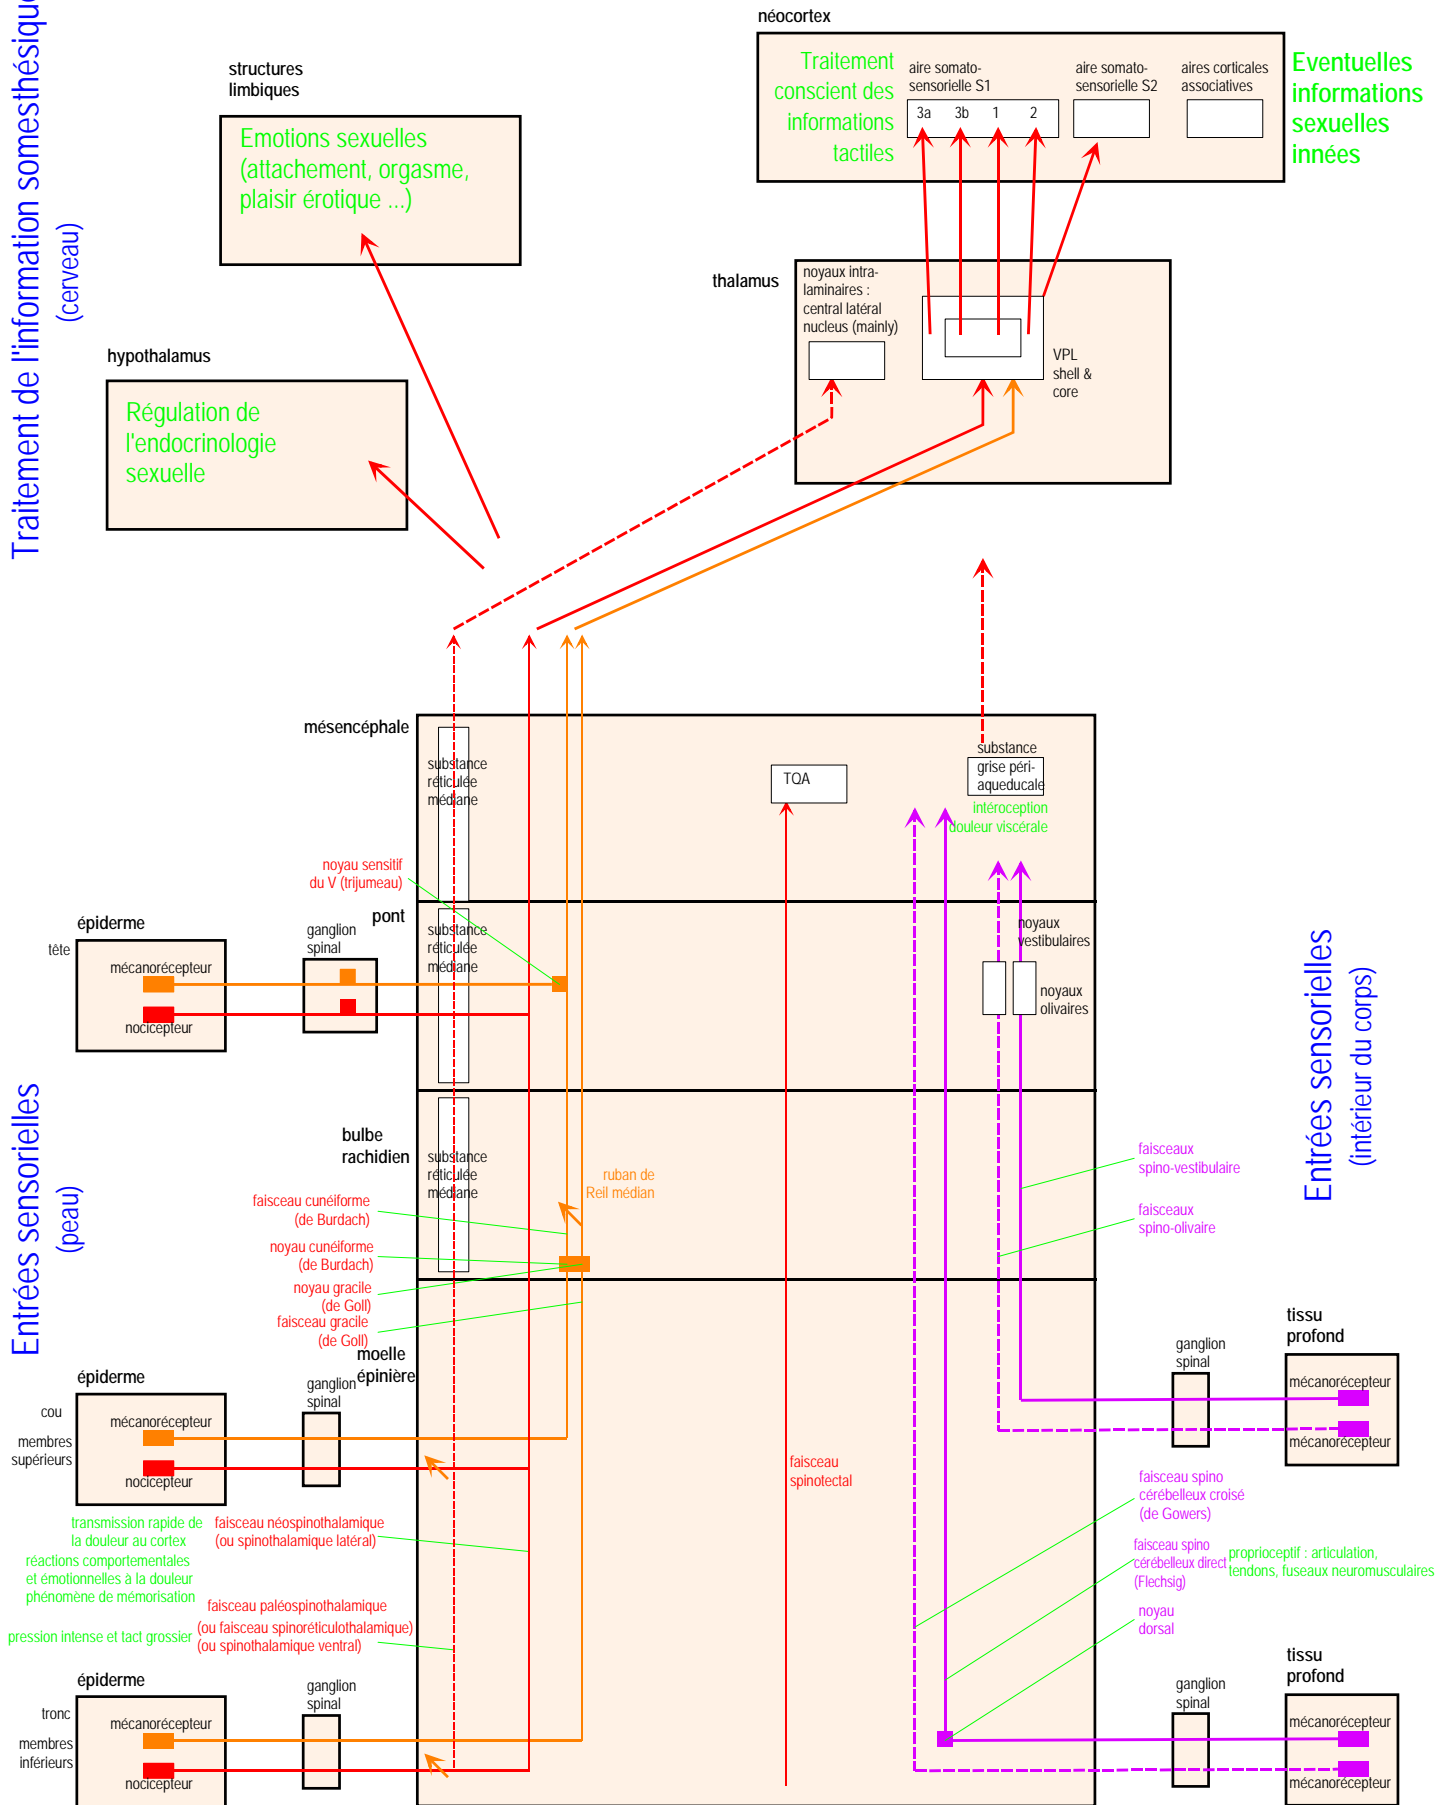 Traitement de l'information somesthésique
(cerveau)
néocortex
Traitement
conscient des
informations
tactiles
aire somato-
sensorielle S1
3a
3b
1
2
aire somato-
sensorielle S2
aires corticales
associatives
Eventuelles
informations
sexuelles
innées
structures
limbiques
Emotions sexuelles
(attachement, orgasme,
plaisir érotique ...)
thalamus
noyaux intra-
laminaires :
central latéral
nucleus (mainly)
VPL
shell &
core
hypothalamus
Régulation de
l'endocrinologie
sexuelle
mésencéphale
substance
réticulée
médiane
TQA
substance
grise péri-
aqueducale
intéroception
douleur viscérale
noyau sensitif
du V (trijumeau)
pont
substance
réticulée
médiane
noyaux
vestibulaires
noyaux
olivaires
épiderme
tête
mécanorécepteur
nocicepteur
ganglion
spinal
Entrées sensorielles
(peau)
Entrées sensorielles
(intérieur du corps)
bulbe
rachidien
substance
réticulée
médiane
ruban de
Reil médian
faisceau cunéiforme
(de Burdach)
noyau cunéiforme
(de Burdach)
noyau gracile
(de Goll)
faisceau gracile
(de Goll)
faisceaux
spino-vestibulaire
faisceaux
spino-olivaire
moelle
épinière
épiderme
cou
membres
supérieurs
mécanorécepteur
nocicepteur
ganglion
spinal
tissu
profond
ganglion
spinal
mécanorécepteur
mécanorécepteur
faisceau
spinotectal
faisceau spino
cérébelleux croisé
(de Gowers)
faisceau spino
cérébelleux direct
(Flechsig)
proprioceptif : articulation,
tendons, fuseaux neuromusculaires
noyau
dorsal
transmission rapide de
la douleur au cortex
faisceau néospinothalamique
(ou spinothalamique latéral)
réactions comportementales
et émotionnelles à la douleur
phénomène de mémorisation
faisceau paléospinothalamique
(ou faisceau spinoréticulothalamique)
(ou spinothalamique ventral)
pression intense et tact grossier
épiderme
tronc
membres
inférieurs
mécanorécepteur
nocicepteur
ganglion
spinal
tissu
profond
ganglion
spinal
mécanorécepteur
mécanorécepteur